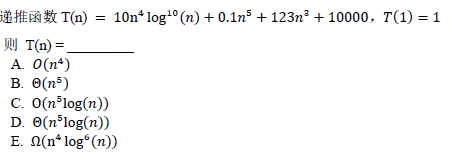 递推函数 T(n) = 10n⁴ log¹⁰(n) + 0.1n⁵ + 123n³ + 10000，T(1) = 1
则 T(n) = ________
A. O(n⁴)
B. Θ(n⁵)
C. O(n⁵log(n))
D. Θ(n⁵log(n))
E. Ω(n⁴ log⁶(n))